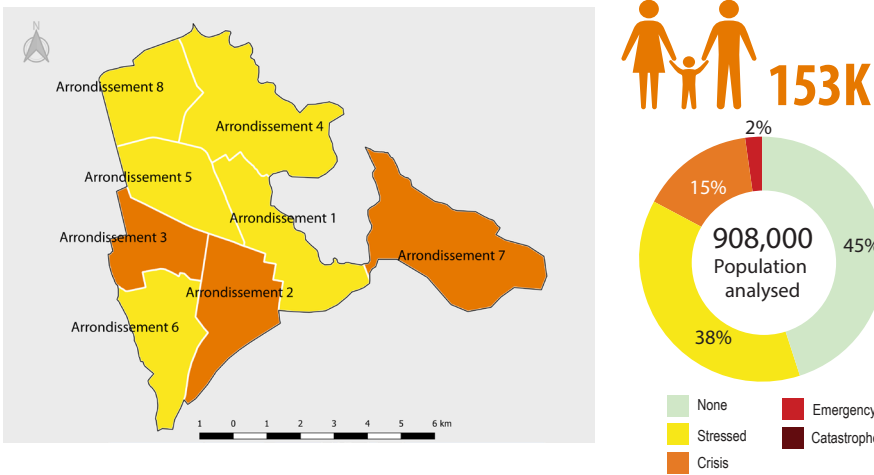 N
Arrondissement 8
Arrondissement 4
Arrondissement 5
Arrondissement 1
Arrondissement 3
Arrondissement 7
Arrondissement 2
Arrondissement 6
1 0 1 2 3 4 5 6 km
153K
2%
15%
45%
38%
908,000
Population
analysed
None
Stressed
Crisis
Emergency
Catastrophe